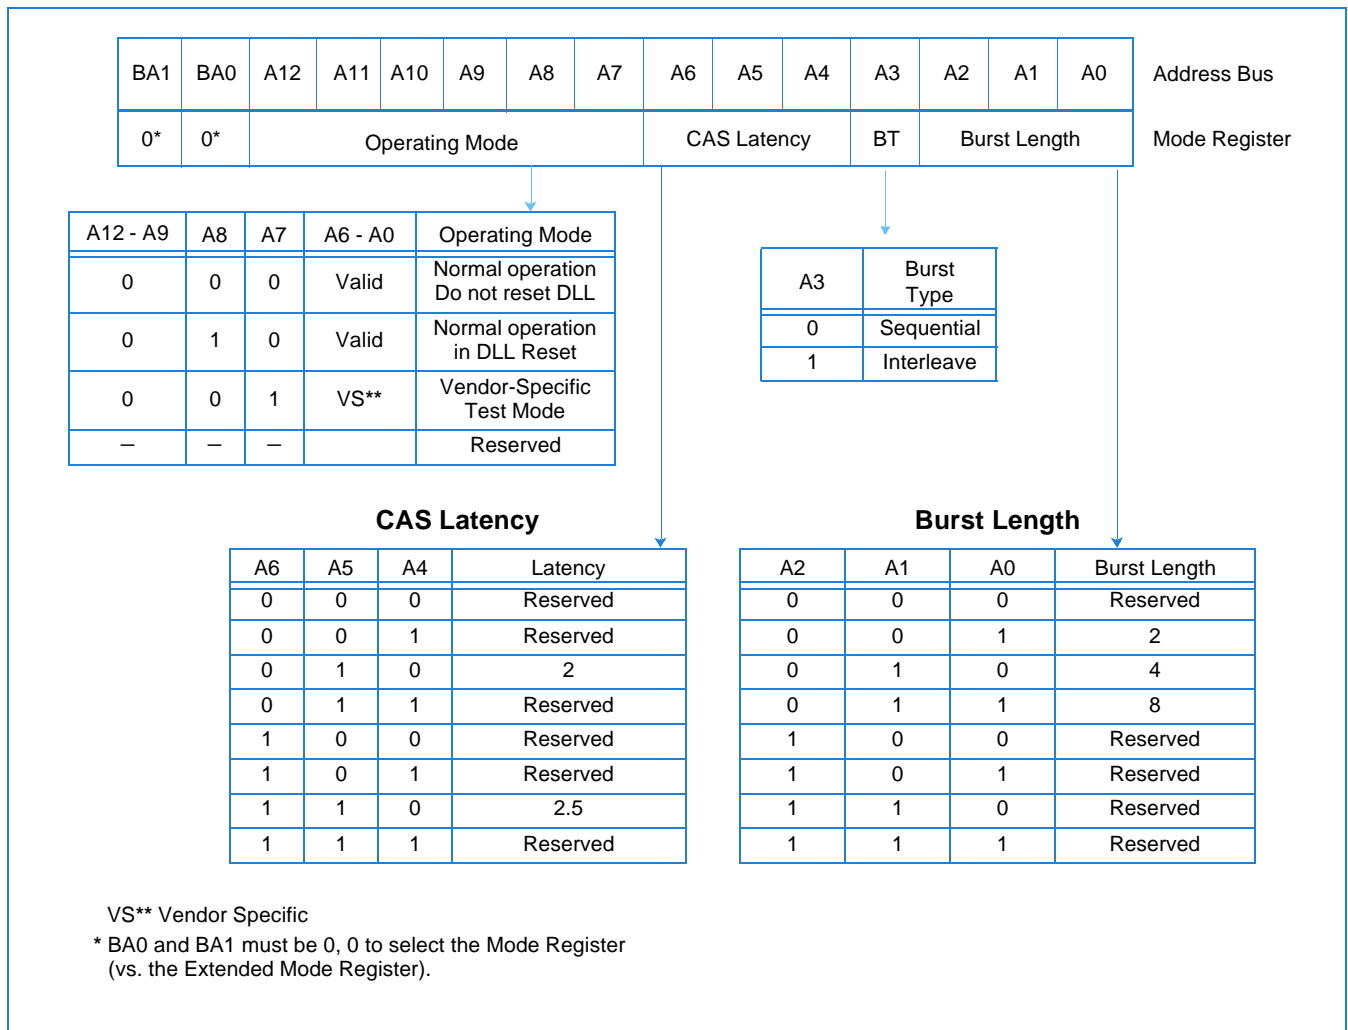 BA1 BA0 A12 A11 A10 A9 A8 A7 A6 A5 A4 A3 A2 A1 A0 Address Bus
0* 0* Operating Mode CAS Latency BT Burst Length Mode Register
A12 - A9 A8 A7 A6 - A0 Operating Mode
0 0 0 Valid Normal operation
Do not reset DLL
0 1 0 Valid Normal operation
in DLL Reset
0 0 1 VS** Vendor-Specific
Test Mode
– – – Reserved
A3 Burst
Type
0 Sequential
1 Interleave
CAS Latency
A6 A5 A4 Latency
0 0 0 Reserved
0 0 1 Reserved
0 1 0 2
0 1 1 Reserved
1 0 0 Reserved
1 0 1 Reserved
1 1 0 2.5
1 1 1 Reserved
Burst Length
A2 A1 A0 Burst Length
0 0 0 Reserved
0 0 1 2
0 1 0 4
0 1 1 8
1 0 0 Reserved
1 0 1 Reserved
1 1 0 Reserved
1 1 1 Reserved
VS** Vendor Specific
* BA0 and BA1 must be 0, 0 to select the Mode Register
(vs. the Extended Mode Register).